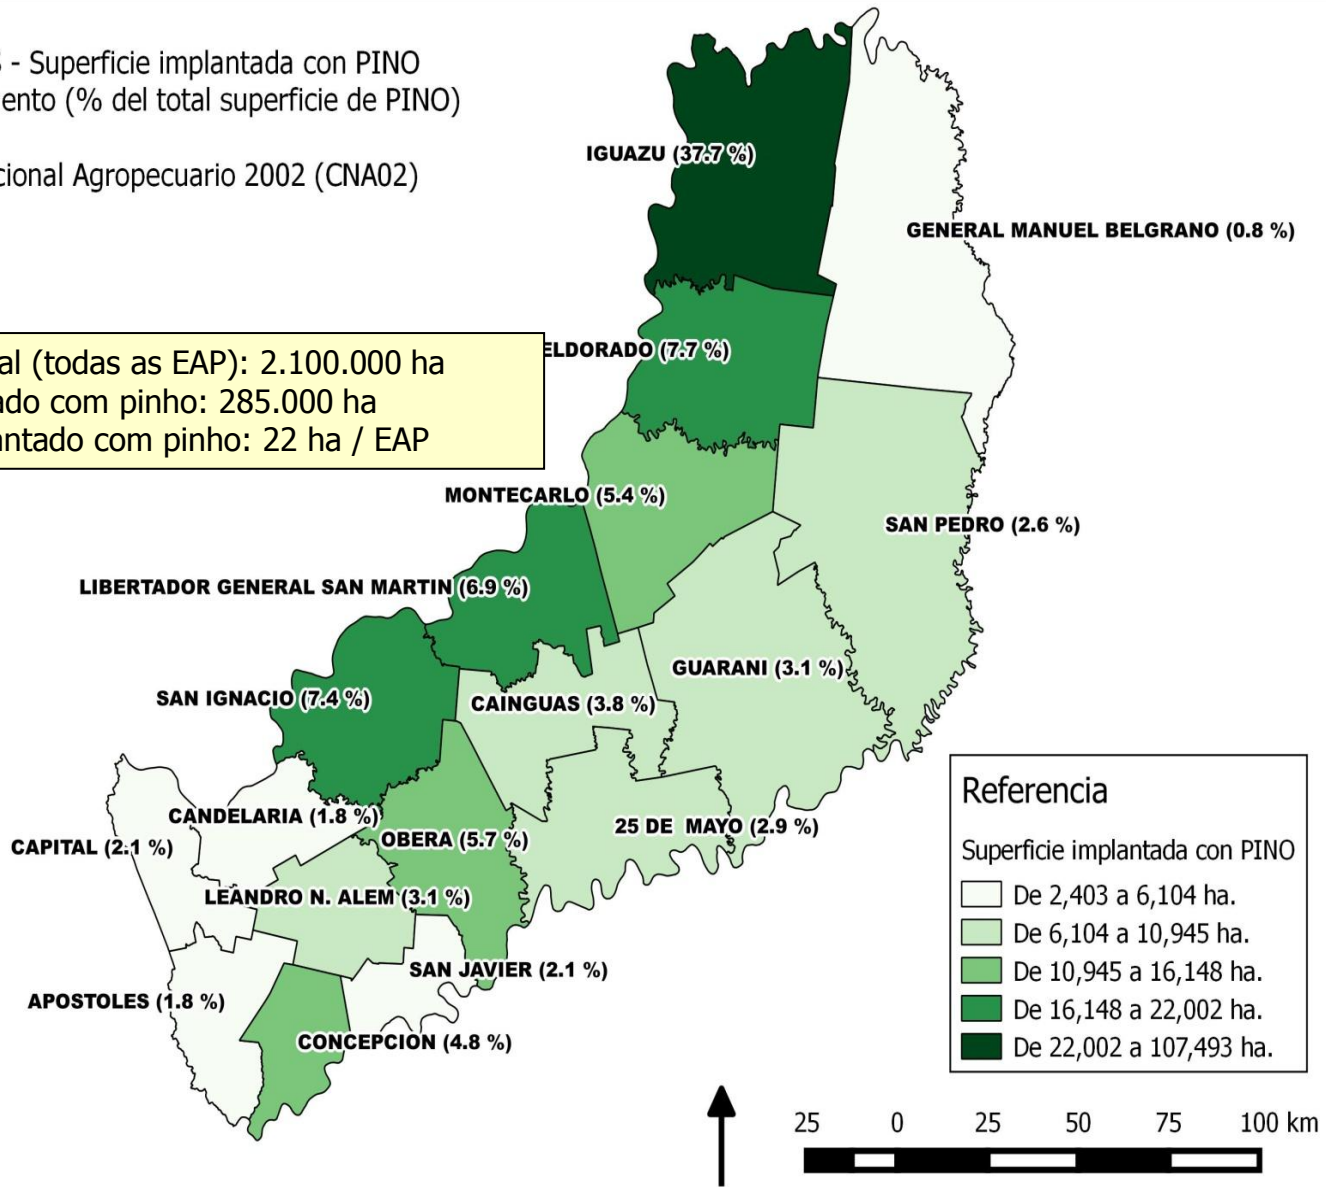 - Superficie implantada con PINO
ento (% del total superficie de PINO)
cional Agropecuario 2002 (CNA02)
IGUAZU (37.7 %)
GENERAL MANUEL BELGRANO (0.8 %)
al (todas as EAP): 2.100.000 ha
ado com pinho: 285.000 ha
antado com pinho: 22 ha / EAP
ELDORADO (7.7 %)
MONTECARLO (5.4 %)
SAN PEDRO (2.6 %)
LIBERTADOR GENERAL SAN MARTIN (6.9 %)
GUARANI (3.1 %)
SAN IGNACIO (7.4 %)
CAINGUAS (3.8 %)
CANDELARIA (1.8 %)
25 DE MAYO (2.9 %)
OBERA (5.7 %)
CAPITAL (2.1 %)
LEANDRO N. ALEM (3.1 %)
SAN JAVIER (2.1 %)
APOSTOLES (1.8 %)
CONCEPCION (4.8 %)
Referencia
Superficie implantada con PINO
De 2,403 a 6,104 ha.
De 6,104 a 10,945 ha.
De 10,945 a 16,148 ha.
De 16,148 a 22,002 ha.
De 22,002 a 107,493 ha.
25 0 25 50 75 100 km